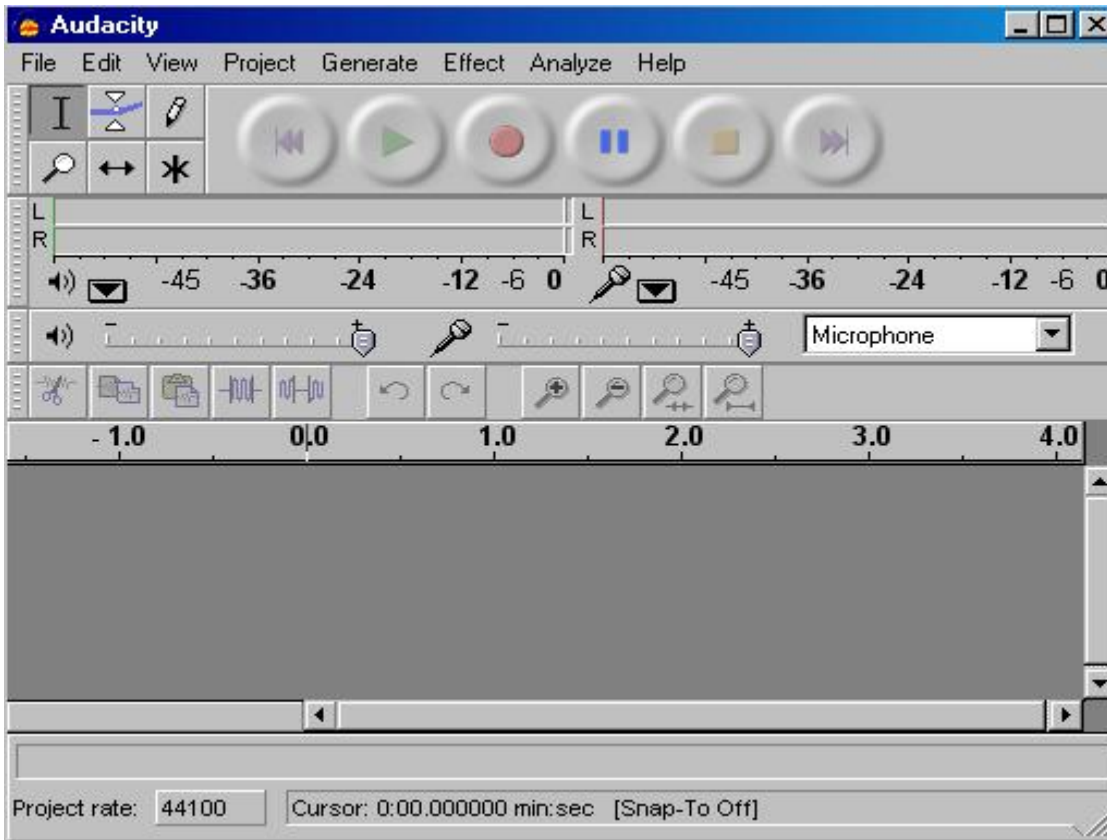 Audacity
File Edit View Project Generate Effect Analyze Help
L L
R R
-45 -36 -24 -12 -6 0 -45 -36 -24 -12 -6 0
- + - + Microphone
- 1.0 0.0 1.0 2.0 3.0 4.0
Project rate: 44100 Cursor: 0:00.000000 min:sec [Snap-To Off]